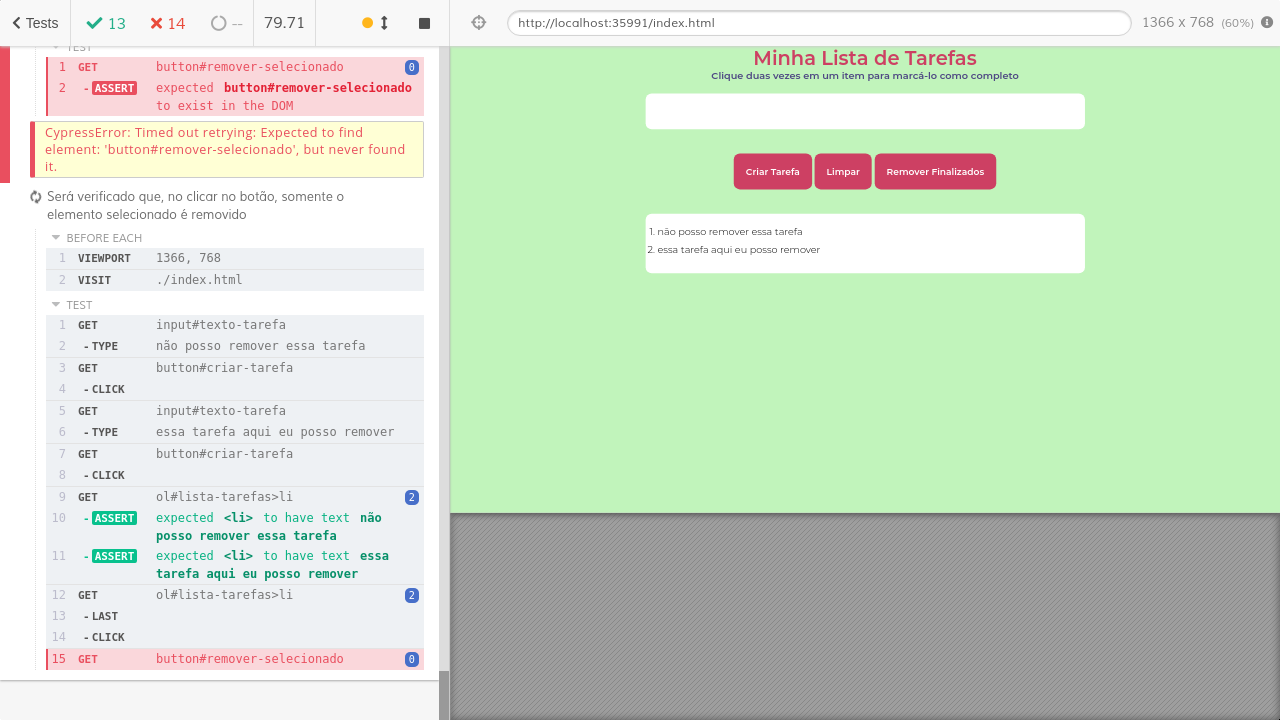 Tests
13
14
--
79.71
http://localhost:35991/index.html
1366 x 768 (60%)
TEST
1 GET button#remover-selecionado 0
2 - ASSERT expected button#remover-selecionado
to exist in the DOM
CypressError: Timed out retrying: Expected to find
element: 'button#remover-selecionado', but never found
it.
Será verificado que, no clicar no botão, somente o
elemento selecionado é removido
BEFORE EACH
1 VIEWPORT 1366, 768
2 VISIT ./index.html
TEST
1 GET input#texto-tarefa
2 - TYPE não posso remover essa tarefa
3 GET button#criar-tarefa
4 - CLICK
5 GET input#texto-tarefa
6 - TYPE essa tarefa aqui eu posso remover
7 GET button#criar-tarefa
8 - CLICK
9 GET ol#lista-tarefas>li 2
10 - ASSERT expected <li> to have text não
posso remover essa tarefa
11 - ASSERT expected <li> to have text essa
tarefa aqui eu posso remover
12 GET ol#lista-tarefas>li 2
13 - LAST
14 - CLICK
15 GET button#remover-selecionado 0
Minha Lista de Tarefas
Clique duas vezes em um item para marcá-lo como completo
Criar Tarefa Limpar Remover Finalizados
1. não posso remover essa tarefa
2. essa tarefa aqui eu posso remover